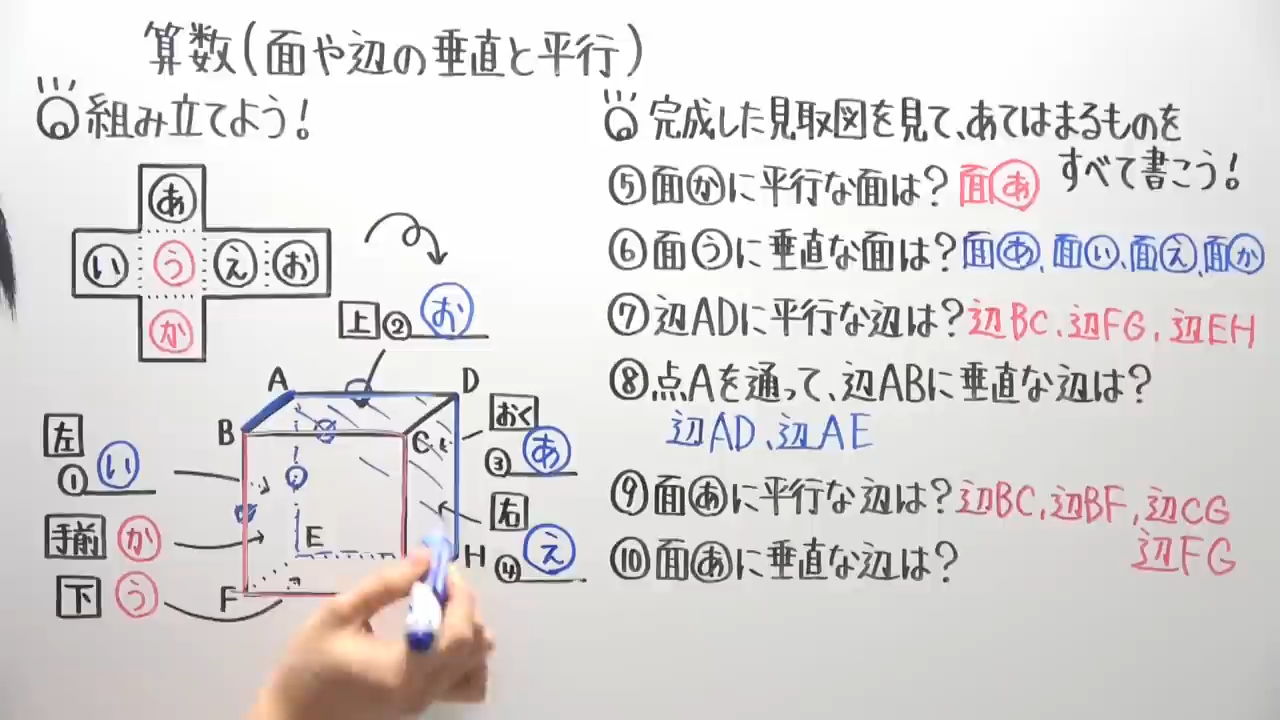 算数(面や辺の垂直と平行)
組み立てよう!
あ
い う え お
か
上 ② お
A D
B C
左 ① い
おく ③ あ
手前 か
右 ④ え
E H
下 う
F
完成した見取図を見て、あてはまるものを
すべて書こう!
⑤面かに平行な面は? 面あ
⑥面うに垂直な面は? 面あ、面い、面え、面か
⑦辺ADに平行な辺は? 辺BC、辺FG、辺EH
⑧点Aを通って、辺ABに垂直な辺は?
辺AD、辺AE
⑨面あに平行な辺は? 辺BC、辺BF、辺CG
辺FG
⑩面あに垂直な辺は?